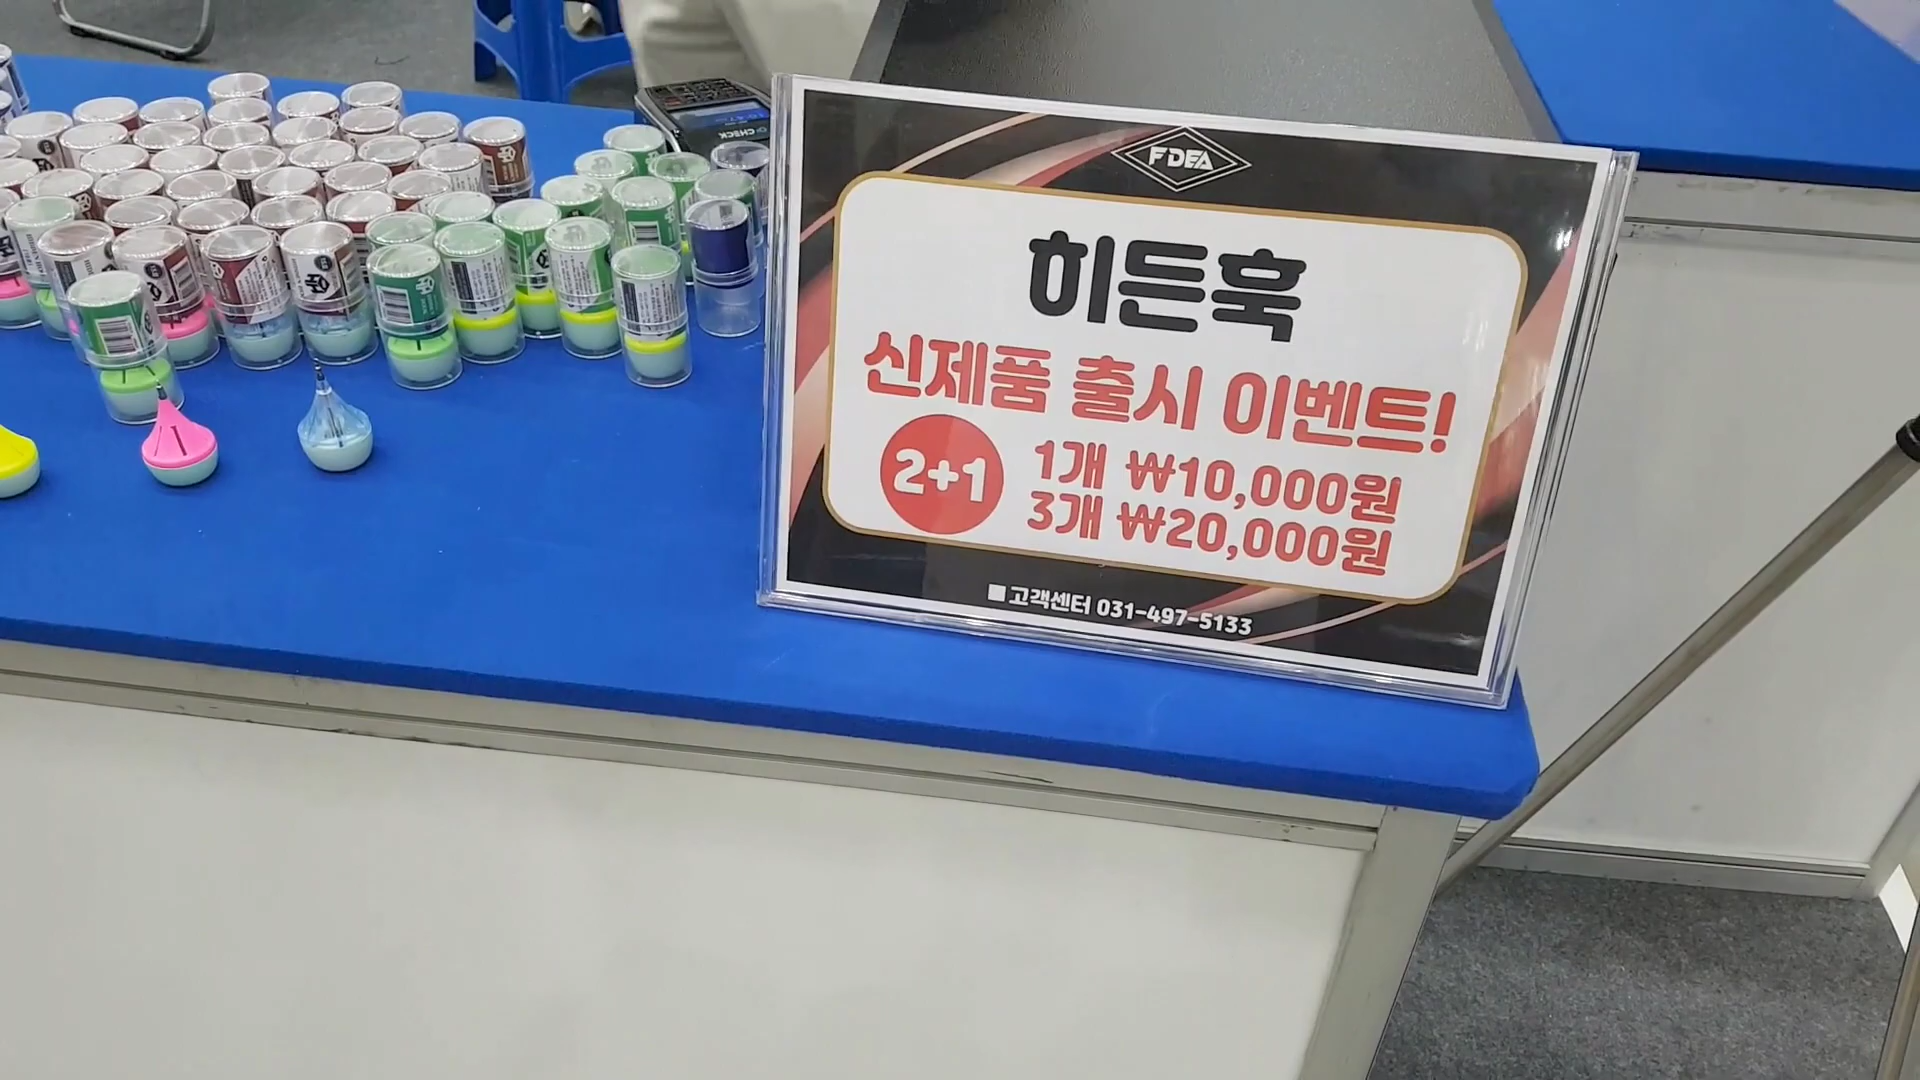 FDEA
히든훅
신제품 출시 이벤트!
2+1
1개 ₩10,000원
3개 ₩20,000원
■ 고객센터 031-497-5133
CHECK